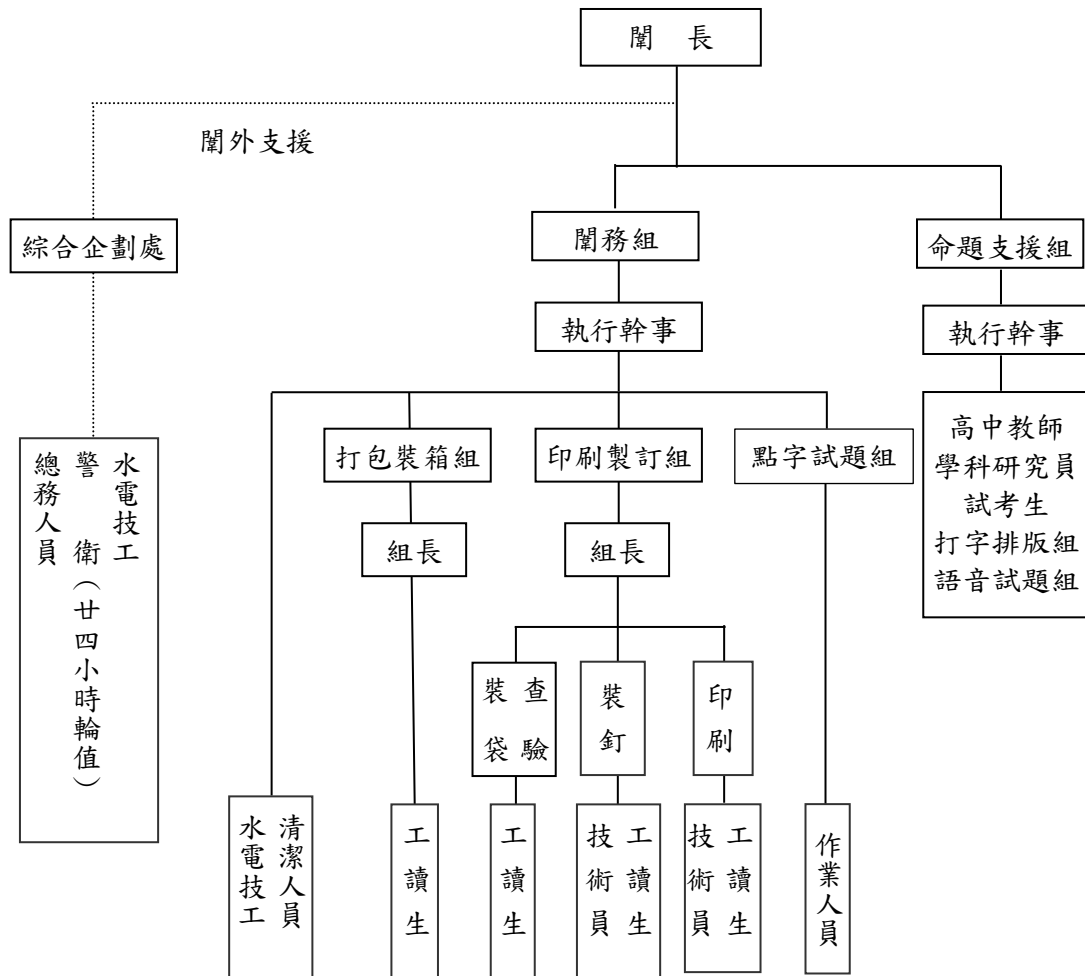 闈 長
闈外支援
綜合企劃處
闈務組
命題支援組
執行幹事
執行幹事
水電技工
警 衛（廿四小時輪值）
總務人員
打包裝箱組
印刷製訂組
點字試題組
高中教師
學科研究員
試考生
打字排版組
語音試題組
組長
組長
查驗
裝袋
裝釘
印刷
清潔人員
水電技工
工讀生
工讀生
工讀生
技術員
工讀生
技術員
作業人員